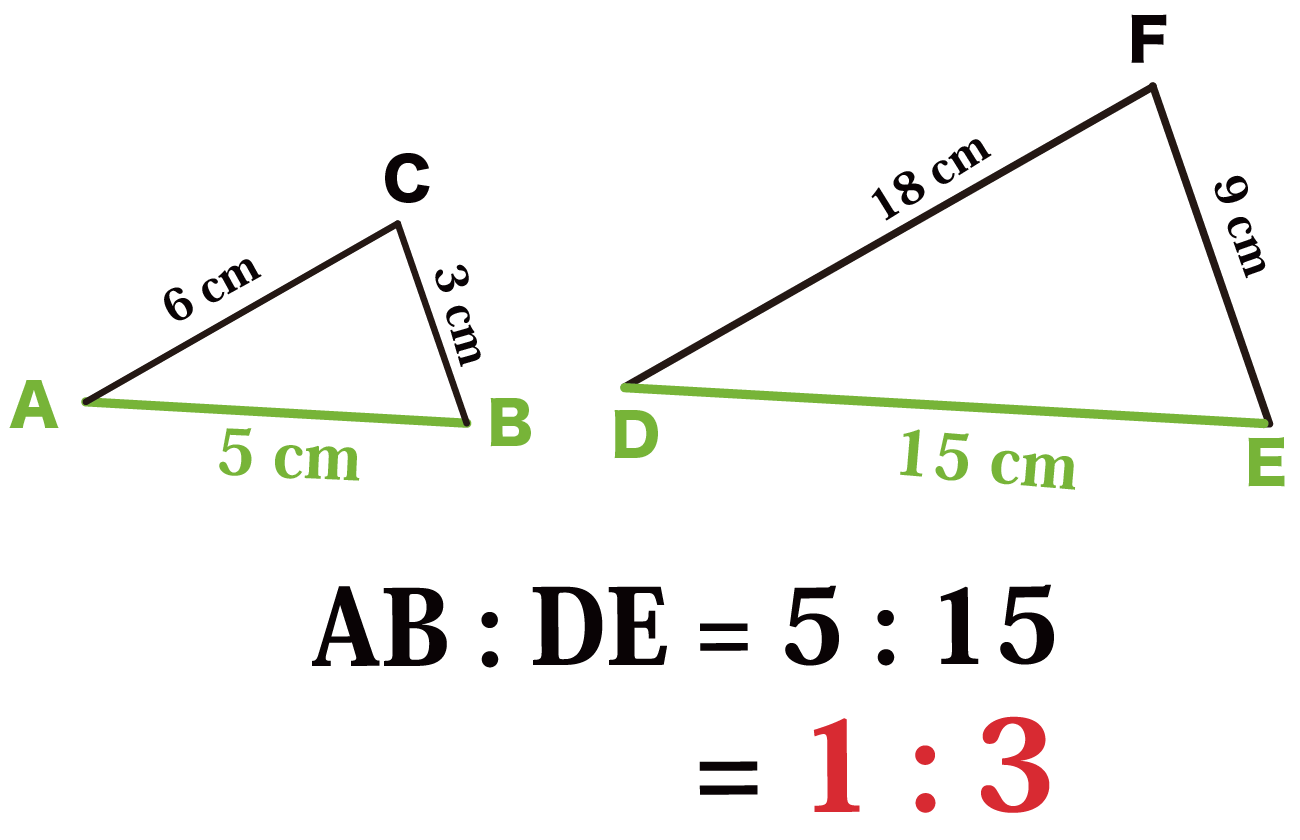 F
18 cm
9 cm
C
6 cm
3 cm
A
B
5 cm
D
E
15 cm
AB : DE = 5 : 15
= 1 : 3